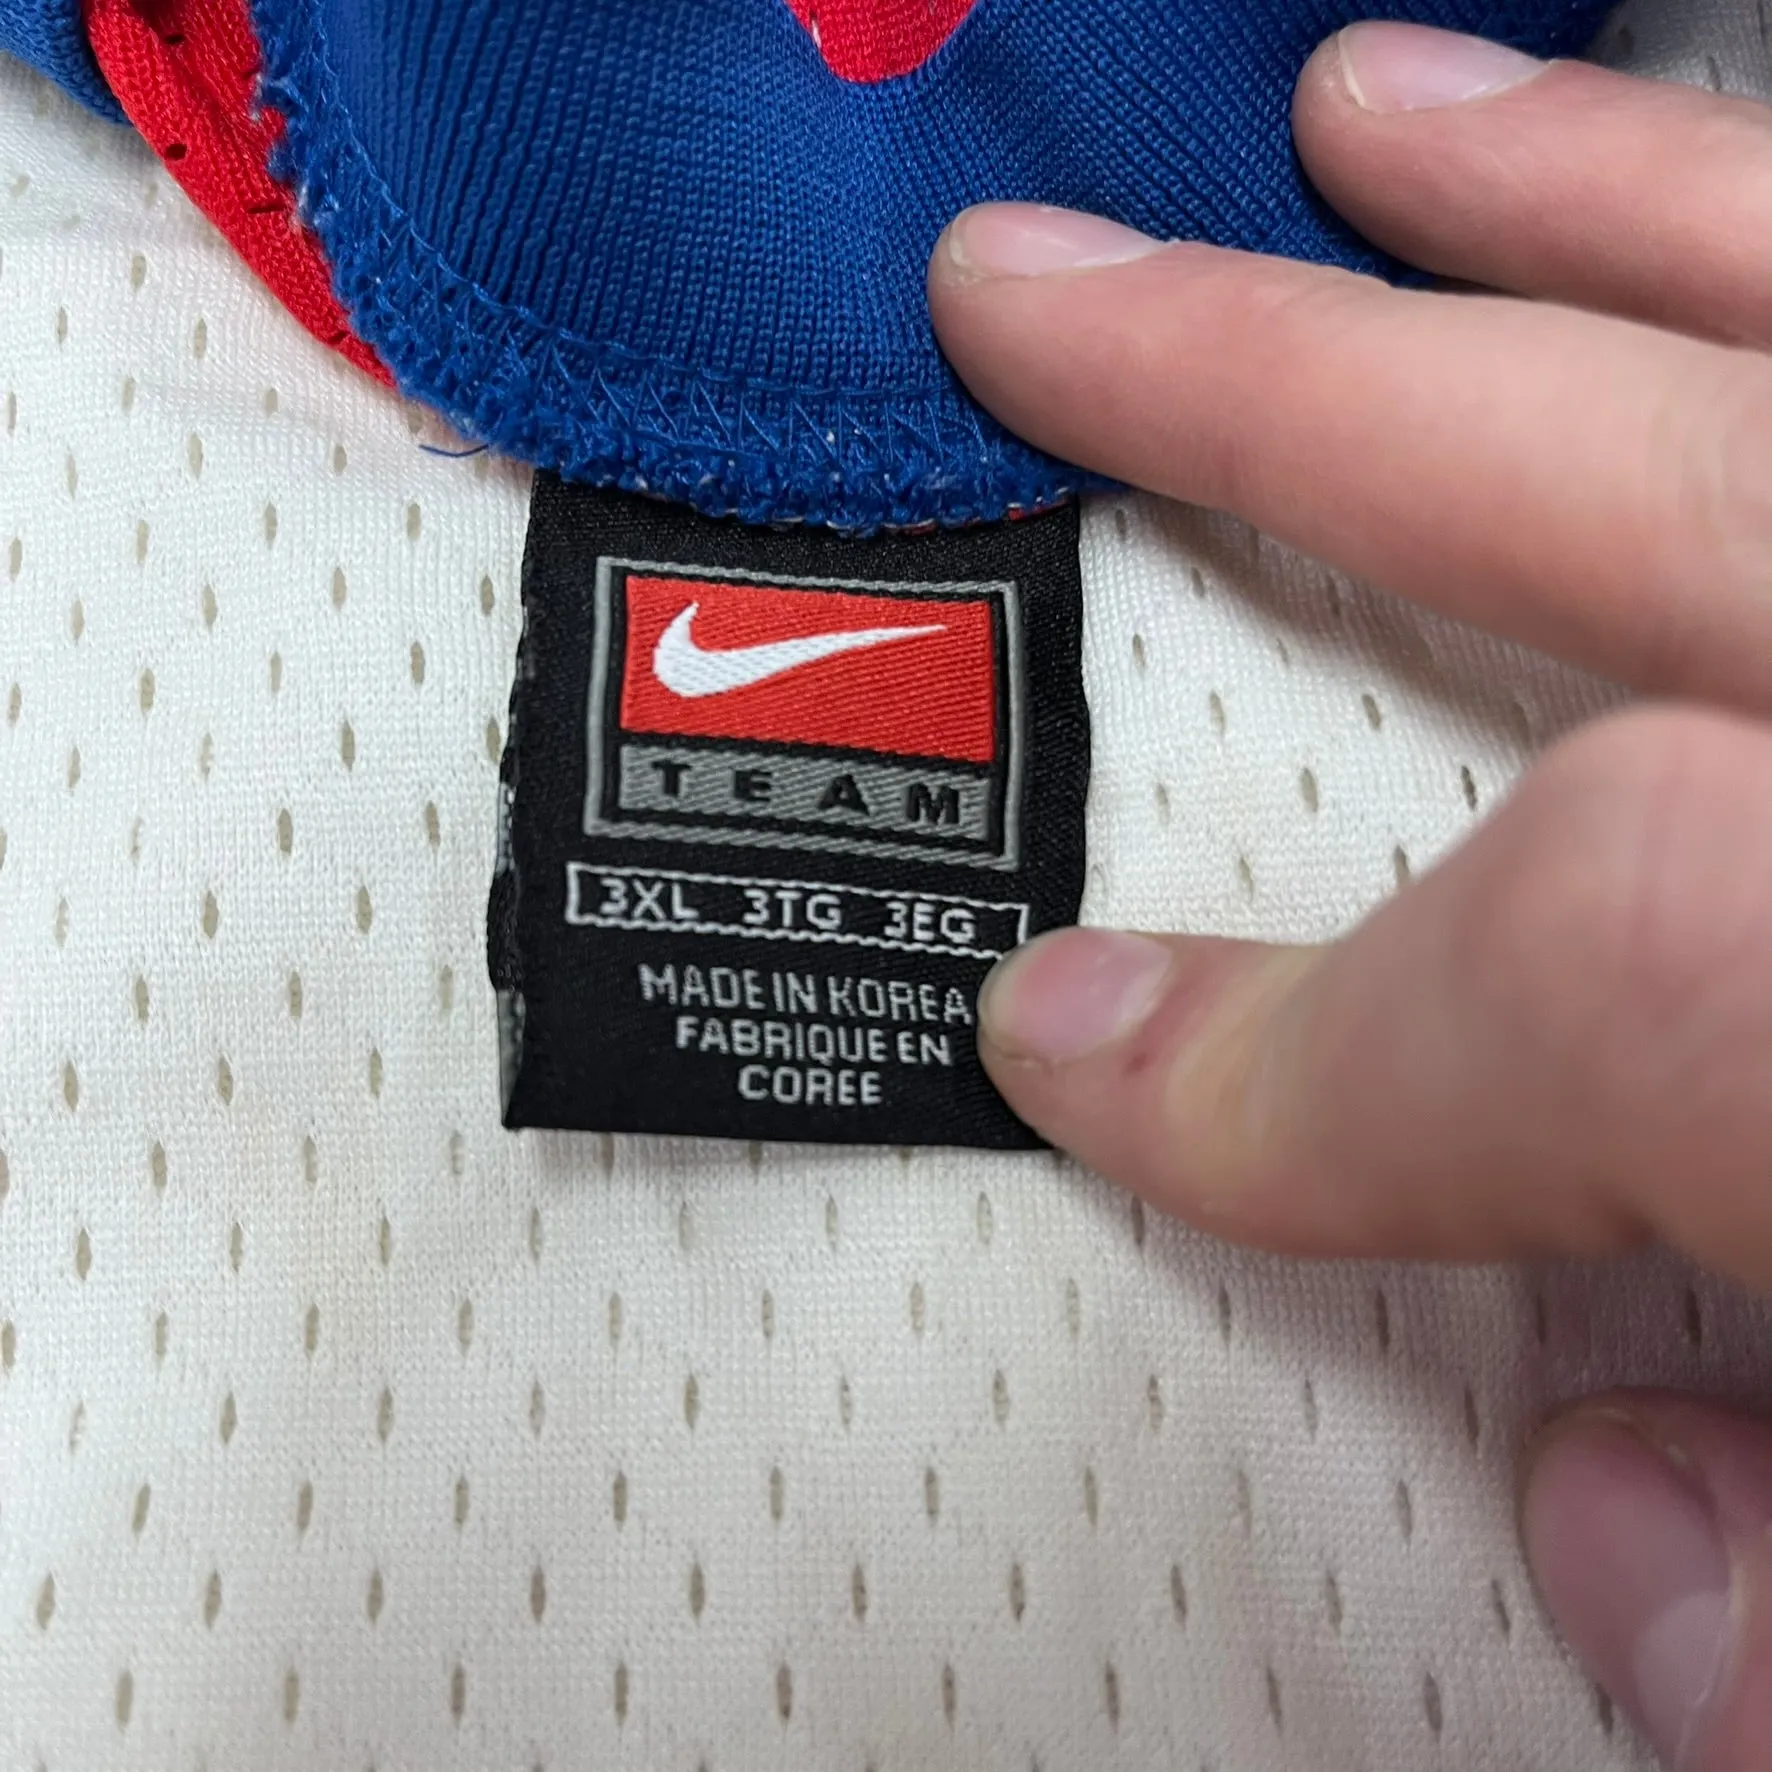 TEAM
3XL 3TG 3EG
MADE IN KOREA
FABRIQUE EN
COREE